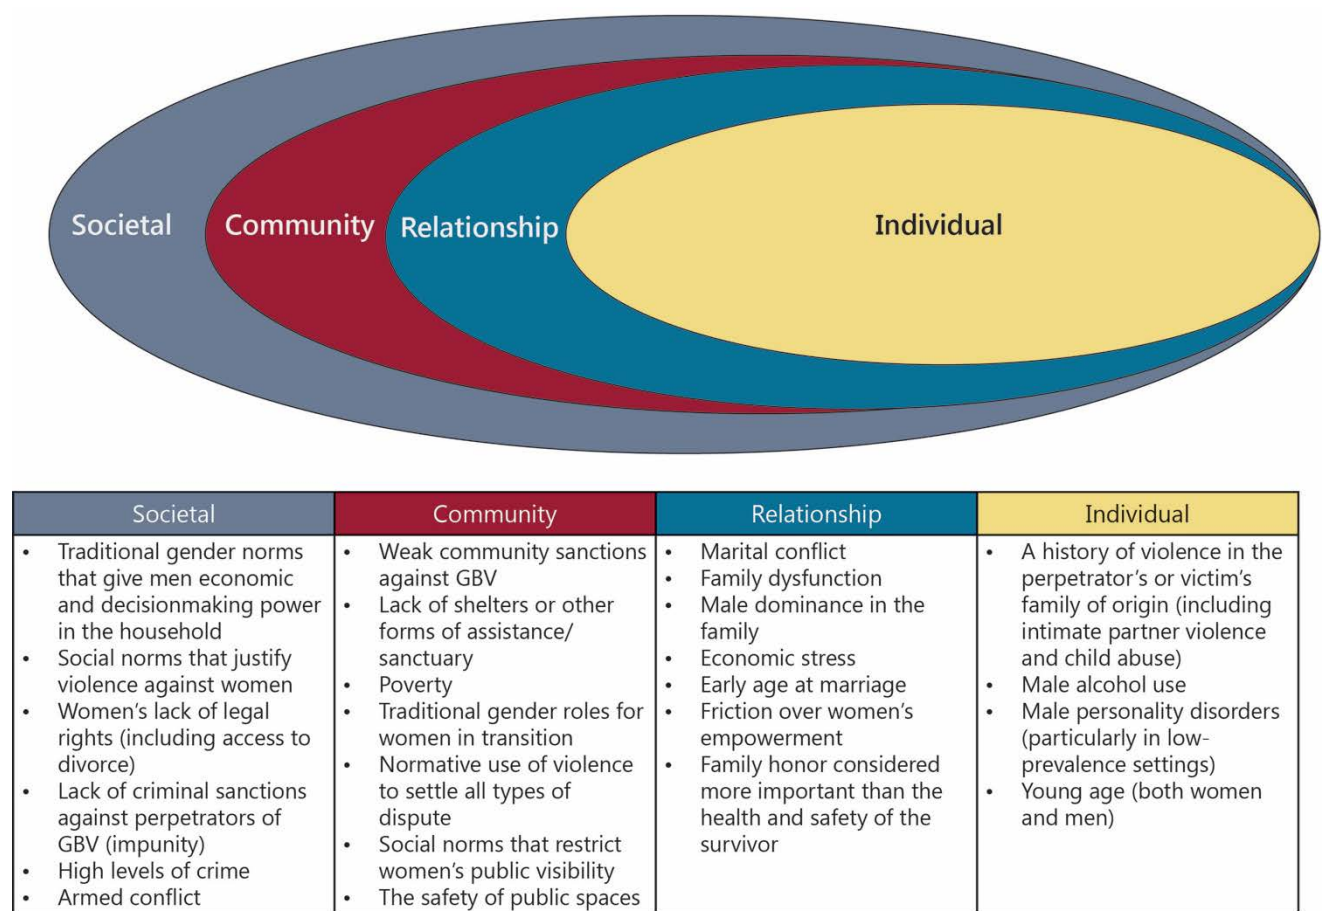 Societal
Community
Relationship
Individual
Societal
• Traditional gender norms
that give men economic
and decisionmaking power
in the household
• Social norms that justify
violence against women
• Women's lack of legal
rights (including access to
divorce)
• Lack of criminal sanctions
against perpetrators of
GBV (impunity)
• High levels of crime
• Armed conflict
Community
• Weak community sanctions
against GBV
• Lack of shelters or other
forms of assistance/
sanctuary
• Poverty
• Traditional gender roles for
women in transition
• Normative use of violence
to settle all types of
dispute
• Social norms that restrict
women's public visibility
• The safety of public spaces
Relationship
• Marital conflict
• Family dysfunction
• Male dominance in the
family
• Economic stress
• Early age at marriage
• Friction over women's
empowerment
• Family honor considered
more important than the
health and safety of the
survivor
Individual
• A history of violence in the
perpetrator's or victim's
family of origin (including
intimate partner violence
and child abuse)
• Male alcohol use
• Male personality disorders
(particularly in low-
prevalence settings)
• Young age (both women
and men)